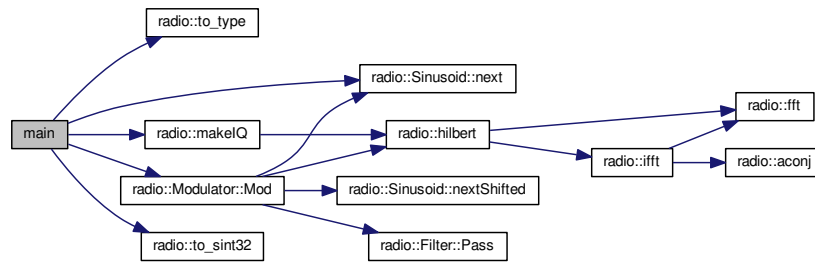 radio::to_type
radio::Sinusoid::next
radio::fft
main
radio::makeIQ
radio::hilbert
radio::ifft
radio::aconj
radio::Modulator::Mod
radio::Sinusoid::nextShifted
radio::to_sint32
radio::Filter::Pass